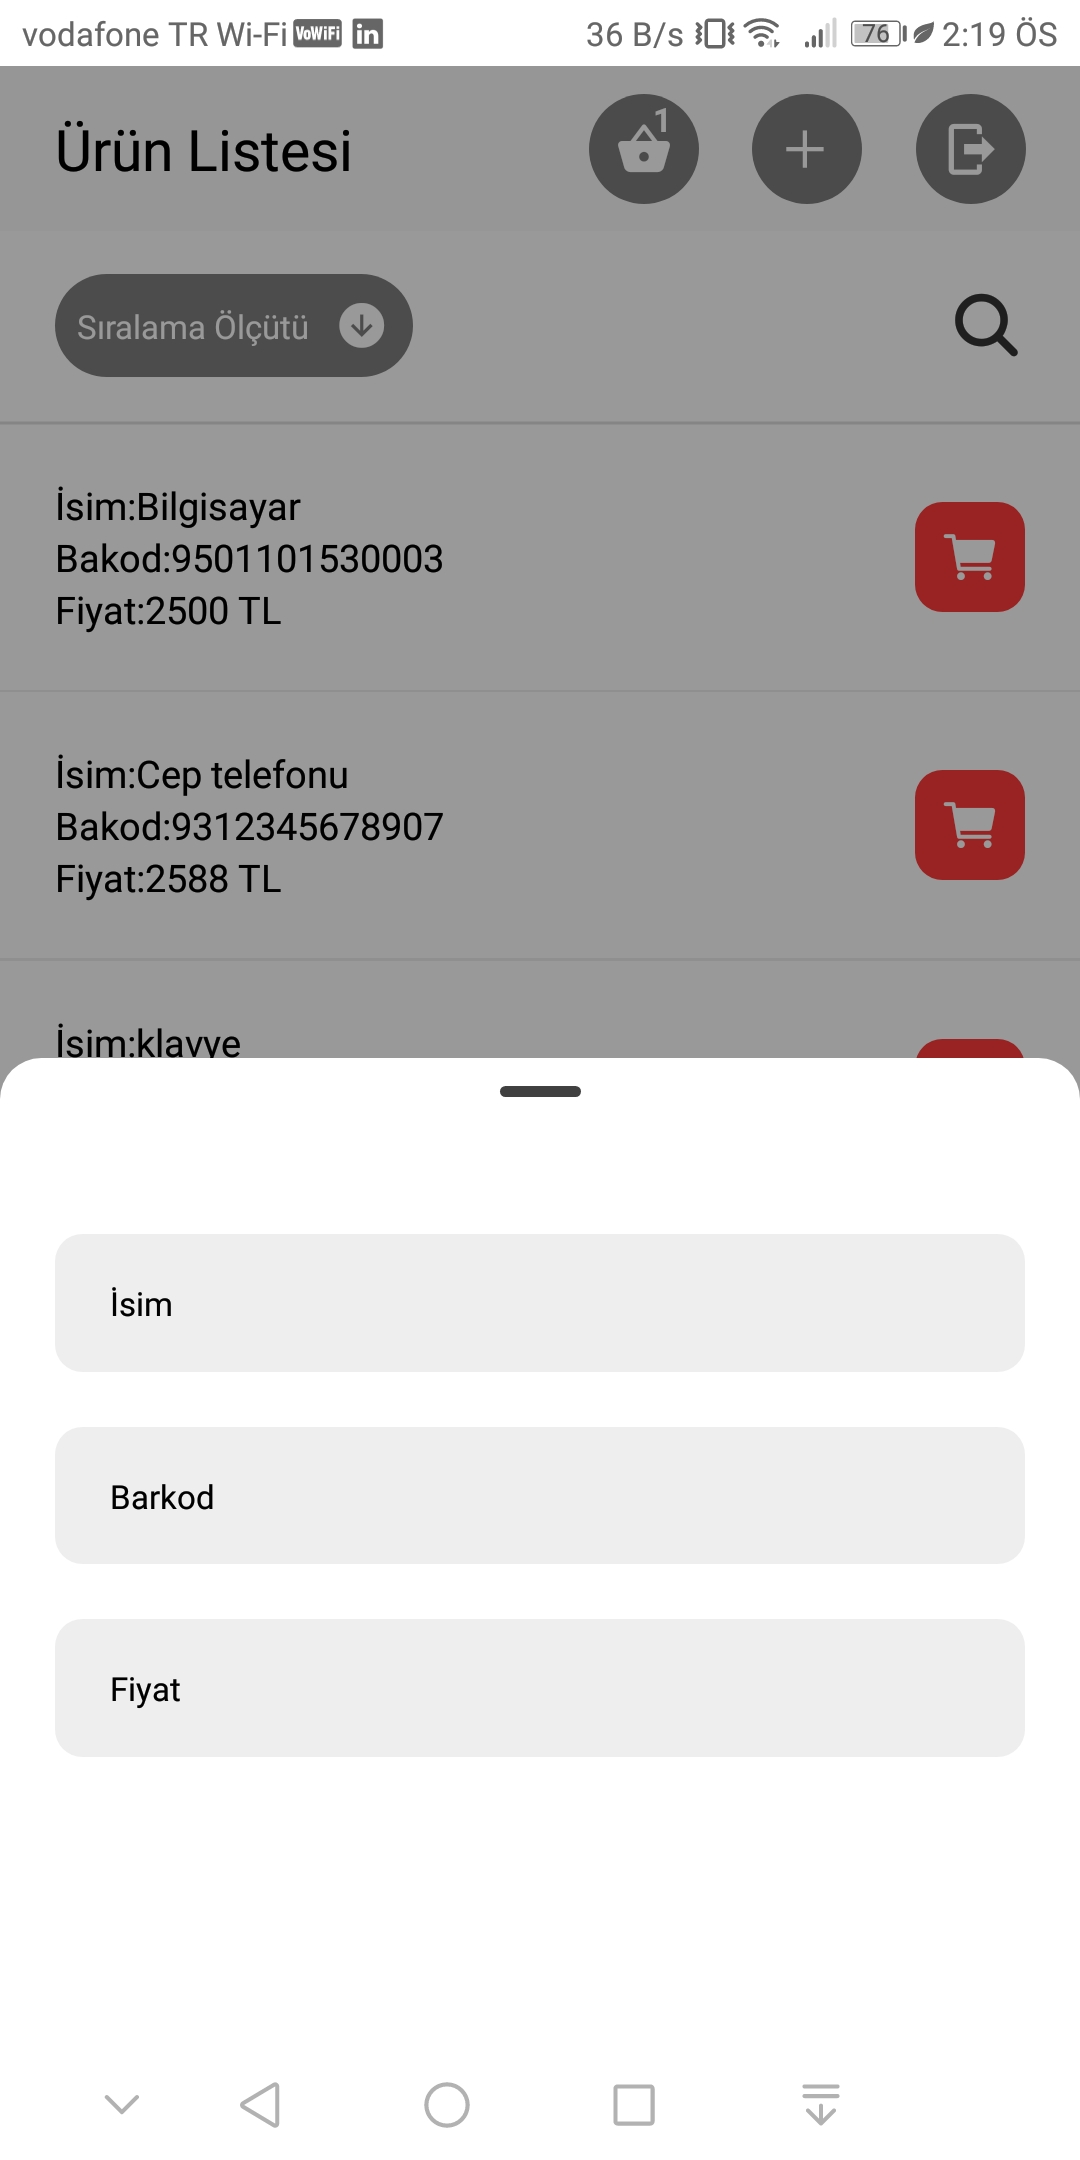 vodafone TR Wi-Fi VoWiFi in 36 B/s 76 2:19 ÖS
Ürün Listesi 1
Sıralama Ölçütü
İsim:Bilgisayar
Bakod:9501101530003
Fiyat:2500 TL
İsim:Cep telefonu
Bakod:9312345678907
Fiyat:2588 TL
İsim:klavye
İsim
Barkod
Fiyat